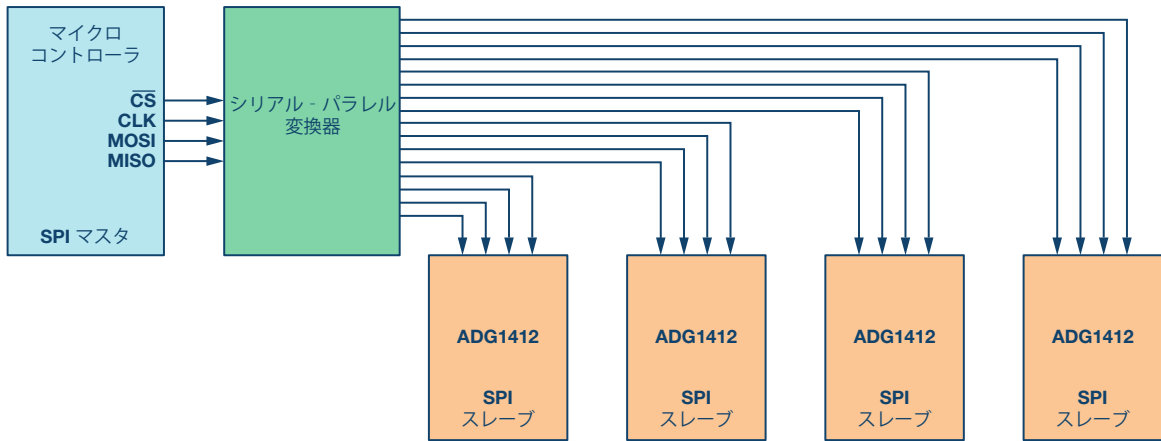 マイクロ
コントローラ
CS
CLK
MOSI
MISO
SPI マスタ
シリアル‐パラレル
変換器
ADG1412
SPI
スレーブ
ADG1412
SPI
スレーブ
ADG1412
SPI
スレーブ
ADG1412
SPI
スレーブ